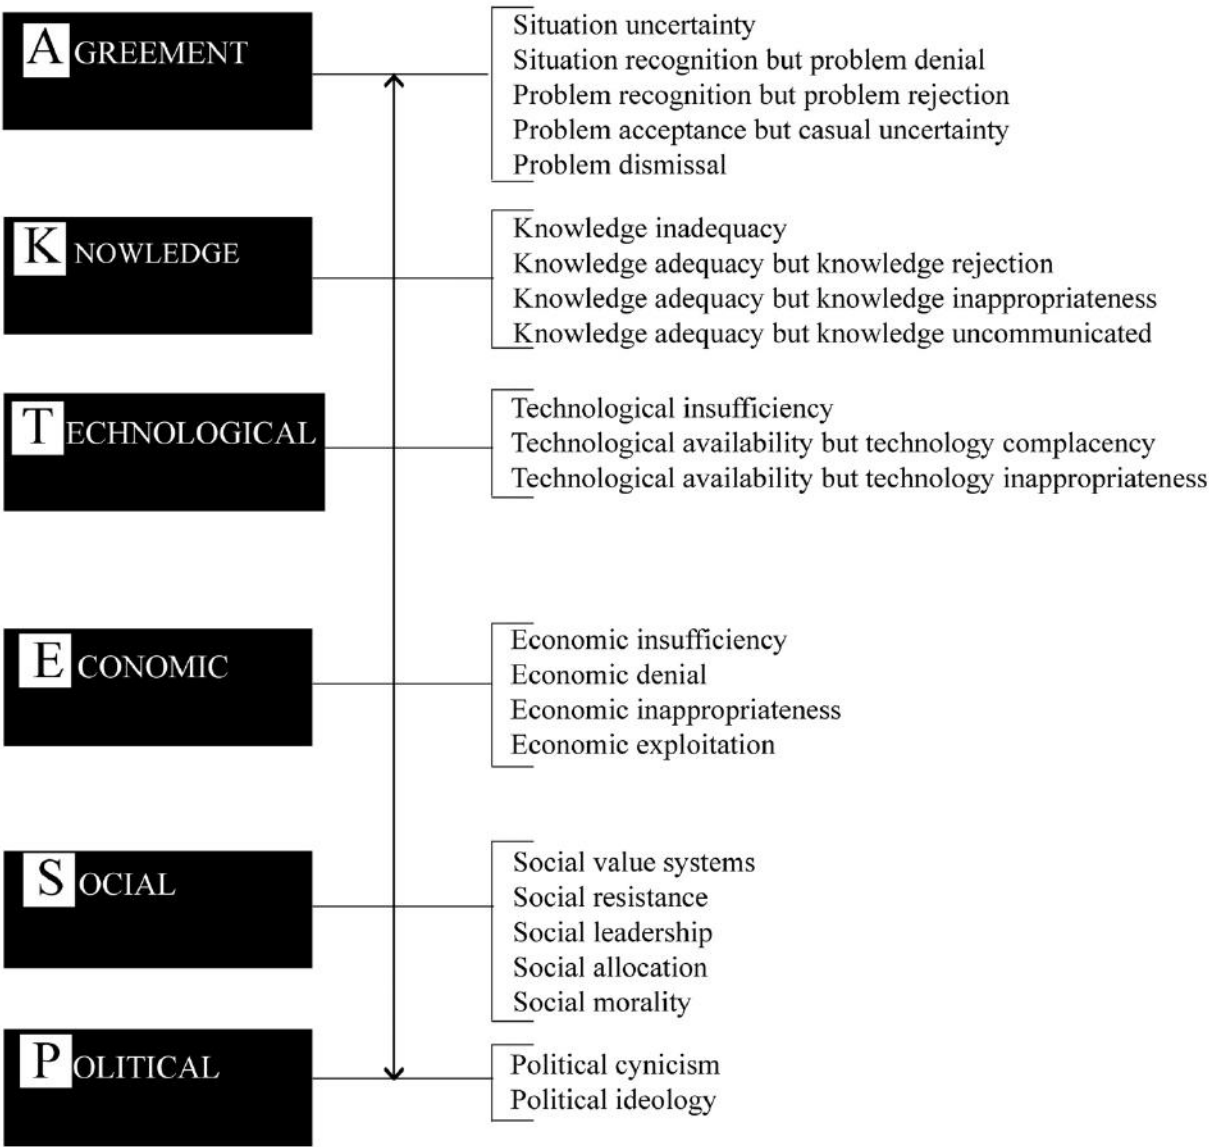 AGREEMENT
Situation uncertainty
Situation recognition but problem denial
Problem recognition but problem rejection
Problem acceptance but casual uncertainty
Problem dismissal
KNOWLEDGE
Knowledge inadequacy
Knowledge adequacy but knowledge rejection
Knowledge adequacy but knowledge inappropriateness
Knowledge adequacy but knowledge uncommunicated
TECHNOLOGICAL
Technological insufficiency
Technological availability but technology complacency
Technological availability but technology inappropriateness
ECONOMIC
Economic insufficiency
Economic denial
Economic inappropriateness
Economic exploitation
SOCIAL
Social value systems
Social resistance
Social leadership
Social allocation
Social morality
POLITICAL
Political cynicism
Political ideology